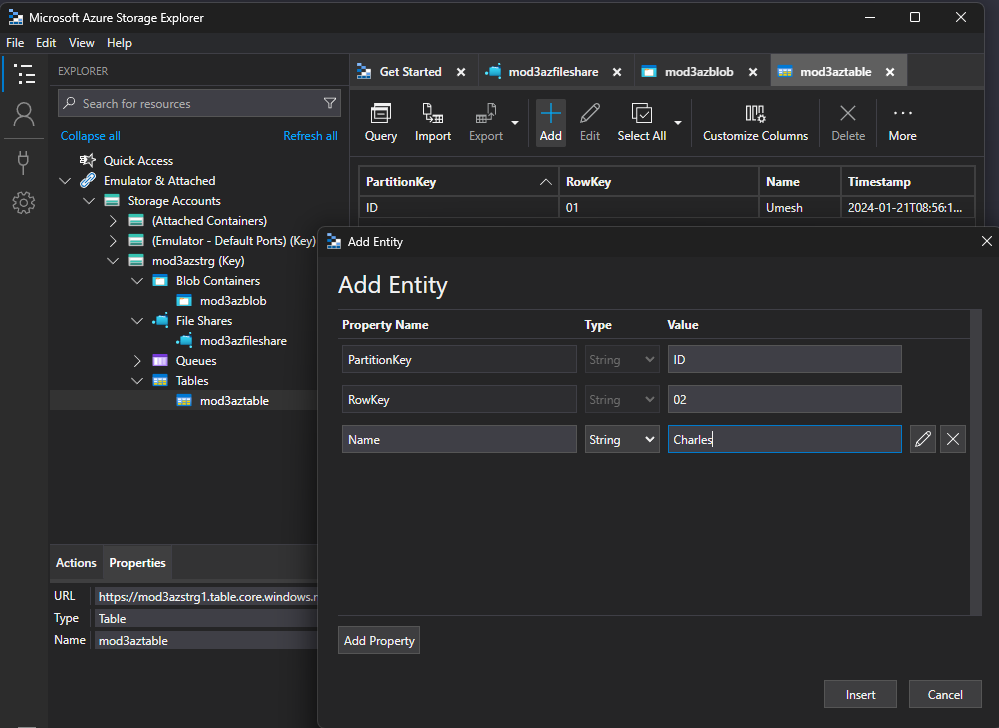 Microsoft Azure Storage Explorer
File Edit View Help
EXPLORER
Search for resources
Collapse all Refresh all
Quick Access
Emulator & Attached
Storage Accounts
(Attached Containers)
(Emulator - Default Ports) (Key)
mod3azstrg (Key)
Blob Containers
mod3azblob
File Shares
mod3azfileshare
Queues
Tables
mod3aztable
Actions Properties
URL https://mod3azstrg1.table.core.windows.n
Type Table
Name mod3aztable
Get Started mod3azfileshare mod3azblob mod3aztable
Query Import Export Add Edit Select All Customize Columns Delete More
PartitionKey RowKey Name Timestamp
ID 01 Umesh 2024-01-21T08:56:1...
Add Entity
Add Entity
Property Name Type Value
PartitionKey String ID
RowKey String 02
Name String Charles
Add Property
Insert Cancel